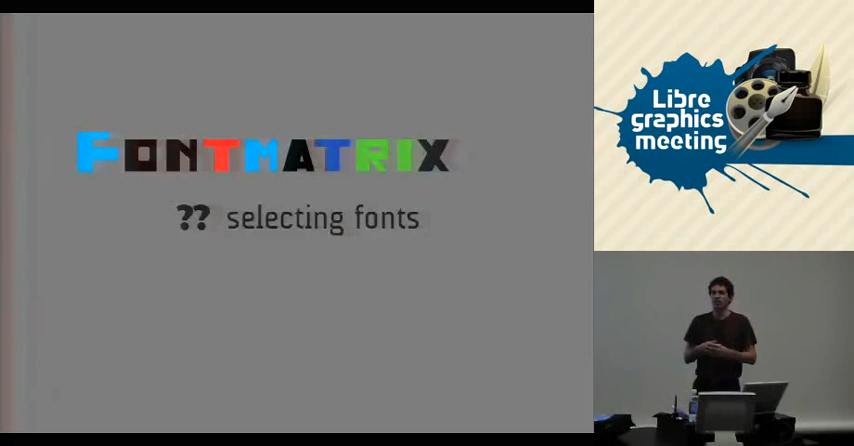 FONTMATRIX
?? selecting fonts
Libre
graphics
meeting